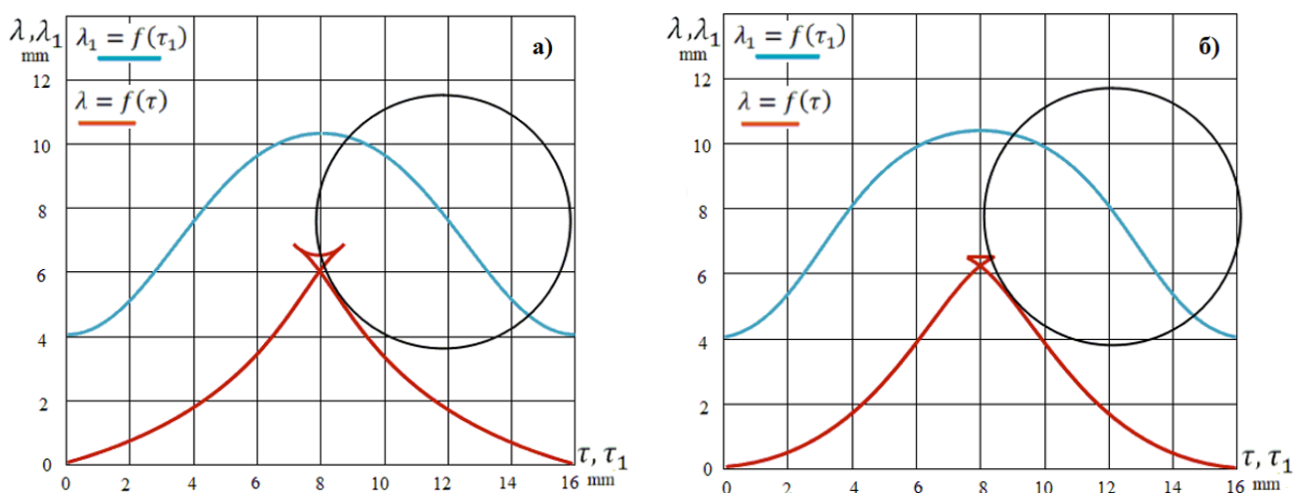 λ,λ₁
mm
λ₁ = f(τ₁)
λ = f(τ)
а)
12
10
8
6
4
2
0
0 2 4 6 8 10 12 14 16
τ, τ₁
mm
λ,λ₁
mm
λ₁ = f(τ₁)
λ = f(τ)
б)
12
10
8
6
4
2
0
0 2 4 6 8 10 12 14 16
τ, τ₁
mm